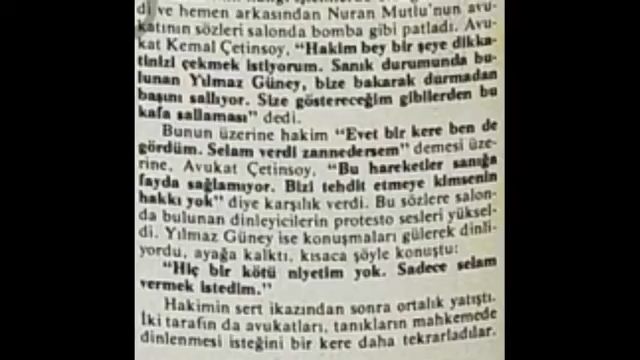 di ve hemen arkasından Nuran Mutlu'nun avu-
katının sözleri salonda bomba gibi patladı. Avu-
kat Kemal Çetinsoy, "Hakim bey bir şeye dikka-
tinizi çekmek istiyorum. Sanık durumunda bu-
lunan Yılmaz Güney, bize bakarak durmadan
başını sallıyor. Size göstereceğim gibilerden bu
kafa sallaması" dedi.
Bunun üzerine hakim "Evet bir kere ben de
gördüm. Selam verdi zannedersem" demesi üze-
rine, Avukat Çetinsoy, "Bu hareketler sanığa
fayda sağlamıyor. Bizi tehdit etmeye kimsenin
hakkı yok" diye karşılık verdi. Bu sözlere salon-
da bulunan dinleyicilerin protesto sesleri yüksel-
di. Yılmaz Güney ise konuşmaları gülerek dinli-
yordu, ayağa kalktı, kısaca şöyle konuştu:
"Hiç bir kötü niyetim yok. Sadece selam
vermek istedim."
Hakimin sert ikazından sonra ortalık yatıştı.
İki tarafın da avukatları, tanıkların mahkemede
dinlenmesi isteğini bir kere daha tekrarladılar.